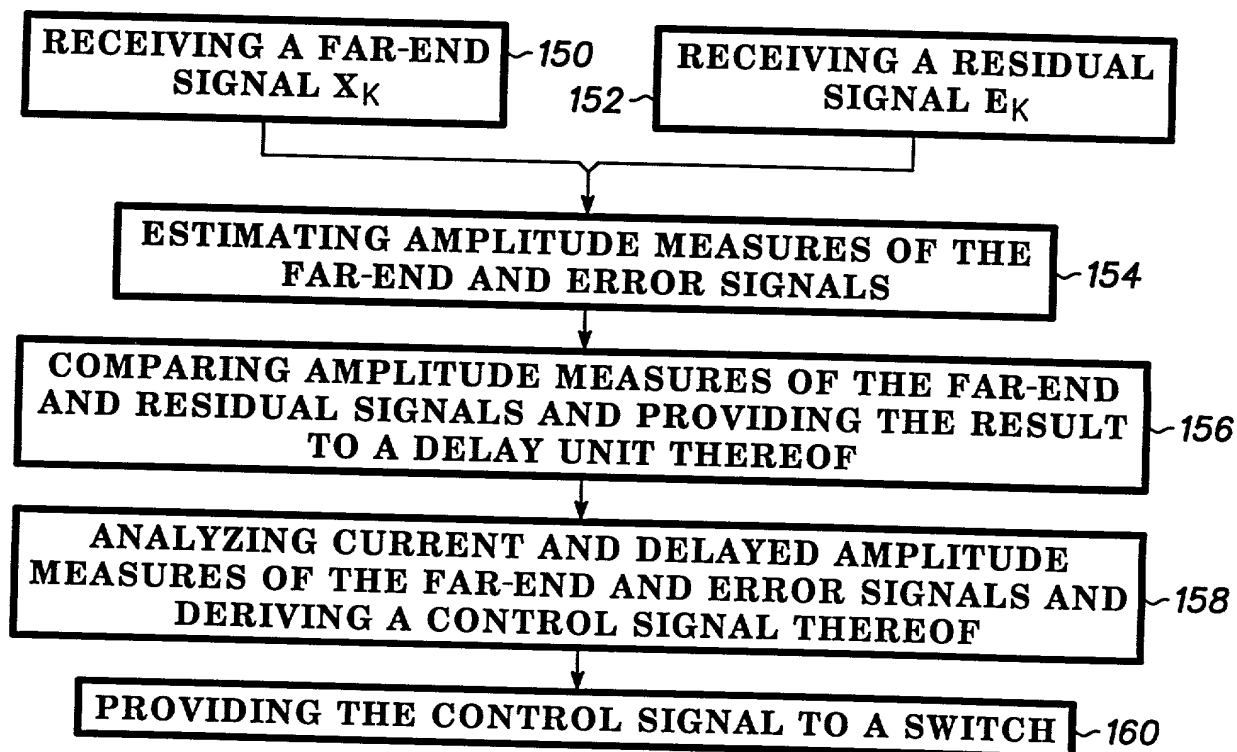 RECEIVING A FAR-END
SIGNAL XK
150
RECEIVING A RESIDUAL
SIGNAL EK
152
ESTIMATING AMPLITUDE MEASURES OF THE
FAR-END AND ERROR SIGNALS
154
COMPARING AMPLITUDE MEASURES OF THE FAR-END
AND RESIDUAL SIGNALS AND PROVIDING THE RESULT
TO A DELAY UNIT THEREOF
156
ANALYZING CURRENT AND DELAYED AMPLITUDE
MEASURES OF THE FAR-END AND ERROR SIGNALS AND
DERIVING A CONTROL SIGNAL THEREOF
158
PROVIDING THE CONTROL SIGNAL TO A SWITCH
160